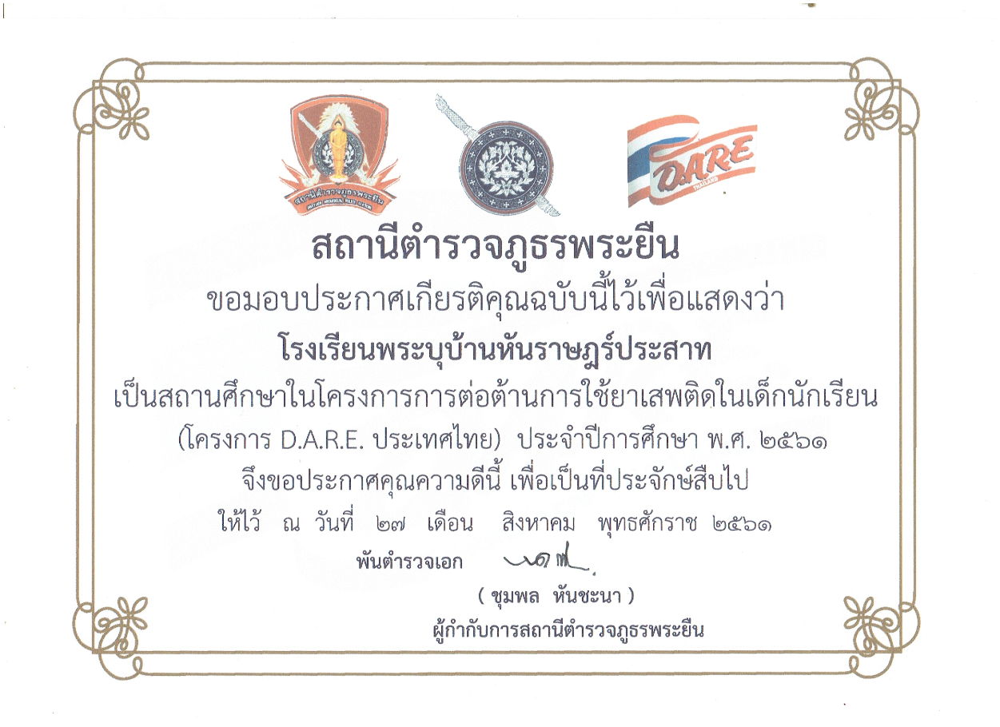 สถานีตำรวจภูธรพระยืน
D.A.R.E
THAILAND
สถานีตำรวจภูธรพระยืน
ขอมอบประกาศเกียรติคุณฉบับนี้ไว้เพื่อแสดงว่า
โรงเรียนพระบุบ้านหันราษฎร์ประสาท
เป็นสถานศึกษาในโครงการการต่อต้านการใช้ยาเสพติดในเด็กนักเรียน
(โครงการ D.A.R.E. ประเทศไทย) ประจำปีการศึกษา พ.ศ. ๒๕๖๑
จึงขอประกาศคุณความดีนี้ เพื่อเป็นที่ประจักษ์สืบไป
ให้ไว้ ณ วันที่ ๒๗ เดือน สิงหาคม พุทธศักราช ๒๕๖๑
พันตำรวจเอก
( ชุมพล หันชะนา )
ผู้กำกับการสถานีตำรวจภูธรพระยืน